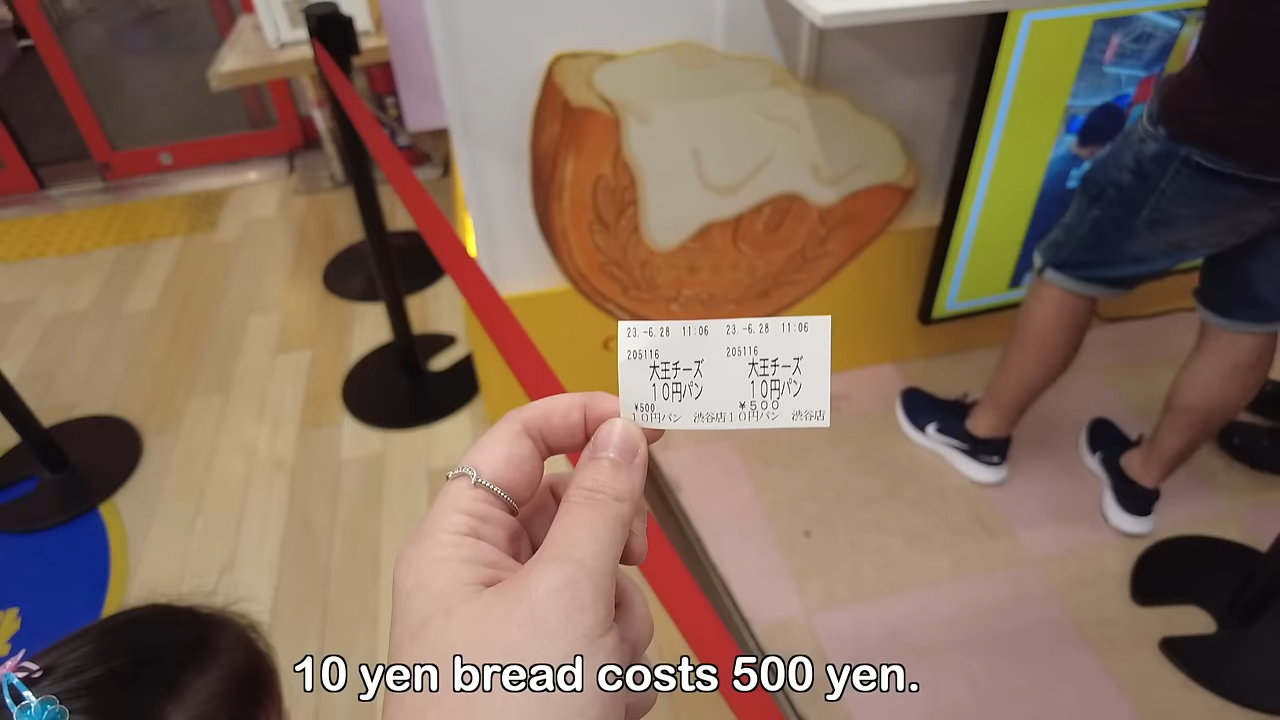 23.-6.28 11:06 23.-6.28 11:06
205116 205116
大王チーズ 大王チーズ
10円パン 10円パン
¥500 ¥500
10円パン 渋谷店10円パン 渋谷店
10 yen bread costs 500 yen.